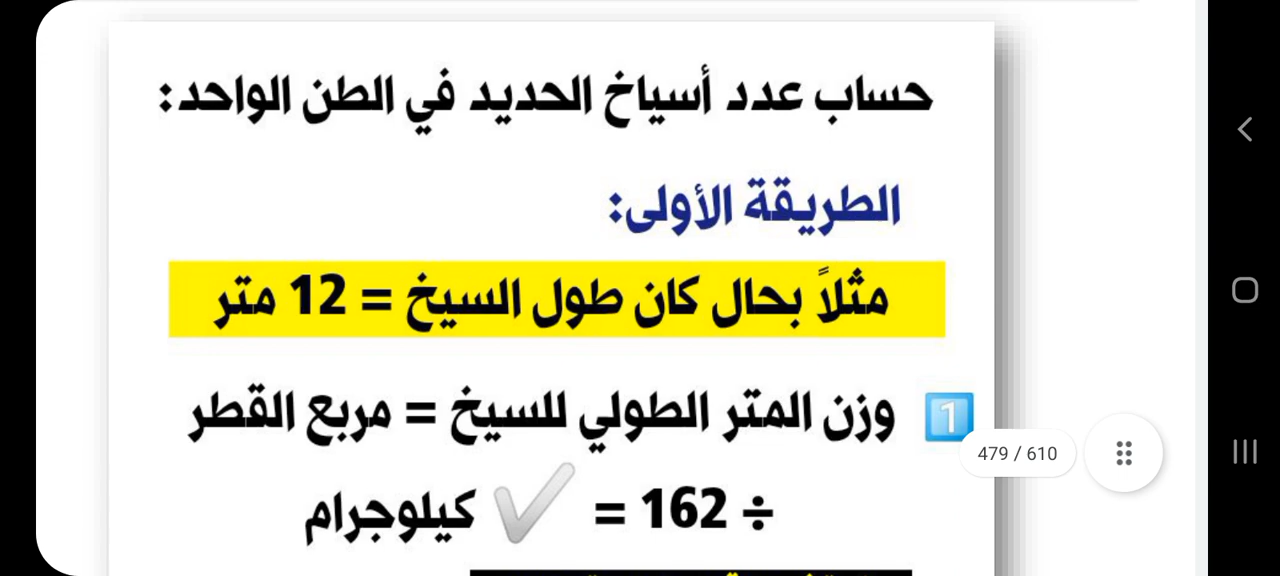 حساب عدد أسياخ الحديد في الطن الواحد:
الطريقة الأولى:
مثلاً بحال كان طول السيخ = 12 متر
1 وزن المتر الطولي للسيخ = مربع القطر
÷ 162 = ✔ كيلوجرام
479 / 610